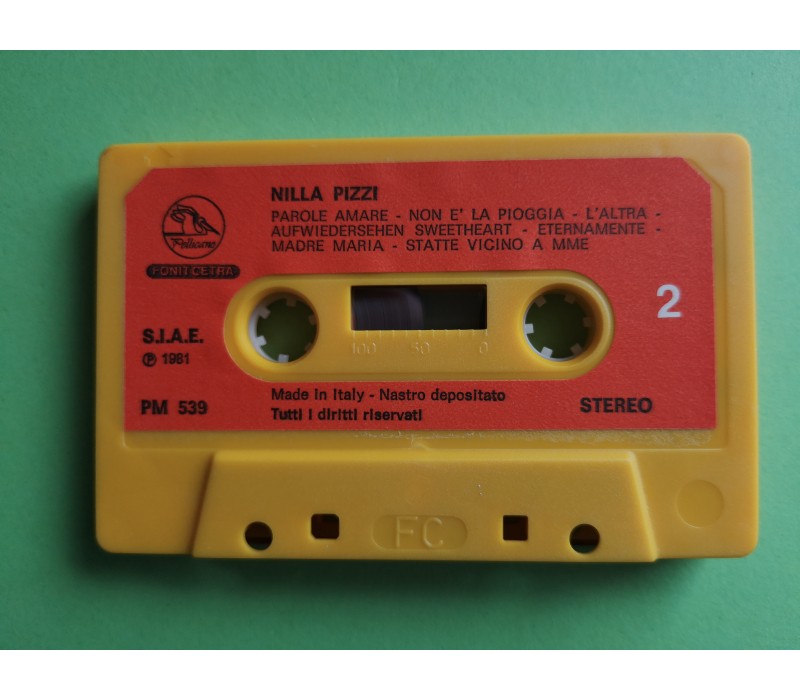 NILLA PIZZI
PAROLE AMARE - NON E' LA PIOGGIA - L'ALTRA -
AUFWIEDERSEHEN SWEETHEART - ETERNAMENTE -
MADRE MARIA - STATTE VICINO A MME
Pellicano
FONIT CETRA
2
S.I.A.E.
℗ 1981
100 50 0
PM 539
Made in Italy - Nastro depositato
Tutti i diritti riservati
STEREO
FC